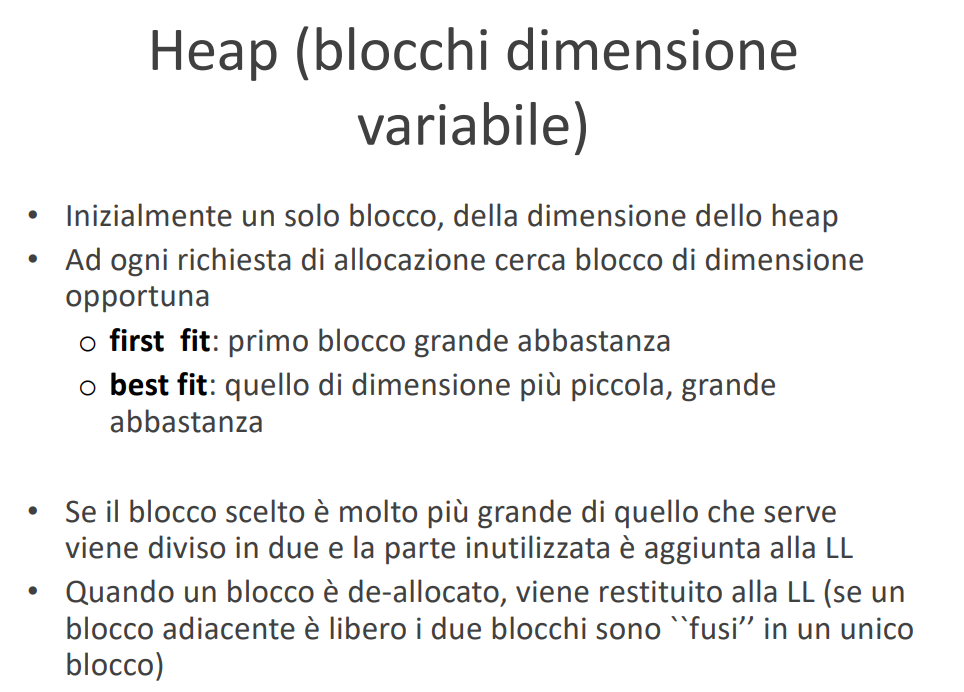 Heap (blocchi dimensione
variabile)
• Inizialmente un solo blocco, della dimensione dello heap
• Ad ogni richiesta di allocazione cerca blocco di dimensione
opportuna
o first fit: primo blocco grande abbastanza
o best fit: quello di dimensione più piccola, grande
abbastanza
• Se il blocco scelto è molto più grande di quello che serve
viene diviso in due e la parte inutilizzata è aggiunta alla LL
• Quando un blocco è de-allocato, viene restituito alla LL (se un
blocco adiacente è libero i due blocchi sono ``fusi’’ in un unico
blocco)